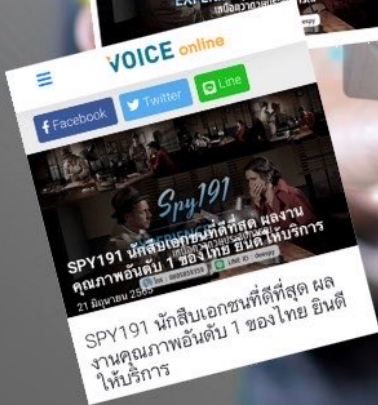 VOICE online
Facebook
Twitter
Line
Spy191
SPY191 นักสืบเอกชนที่ดีที่สุด ผลงาน
คุณภาพอันดับ 1 ของไทย ยินดีให้บริการ
21 มิถุนายน 2565
SPY191 นักสืบเอกชนที่ดีที่สุด ผล
งานคุณภาพอันดับ 1 ของไทย ยินดี
ให้บริการ